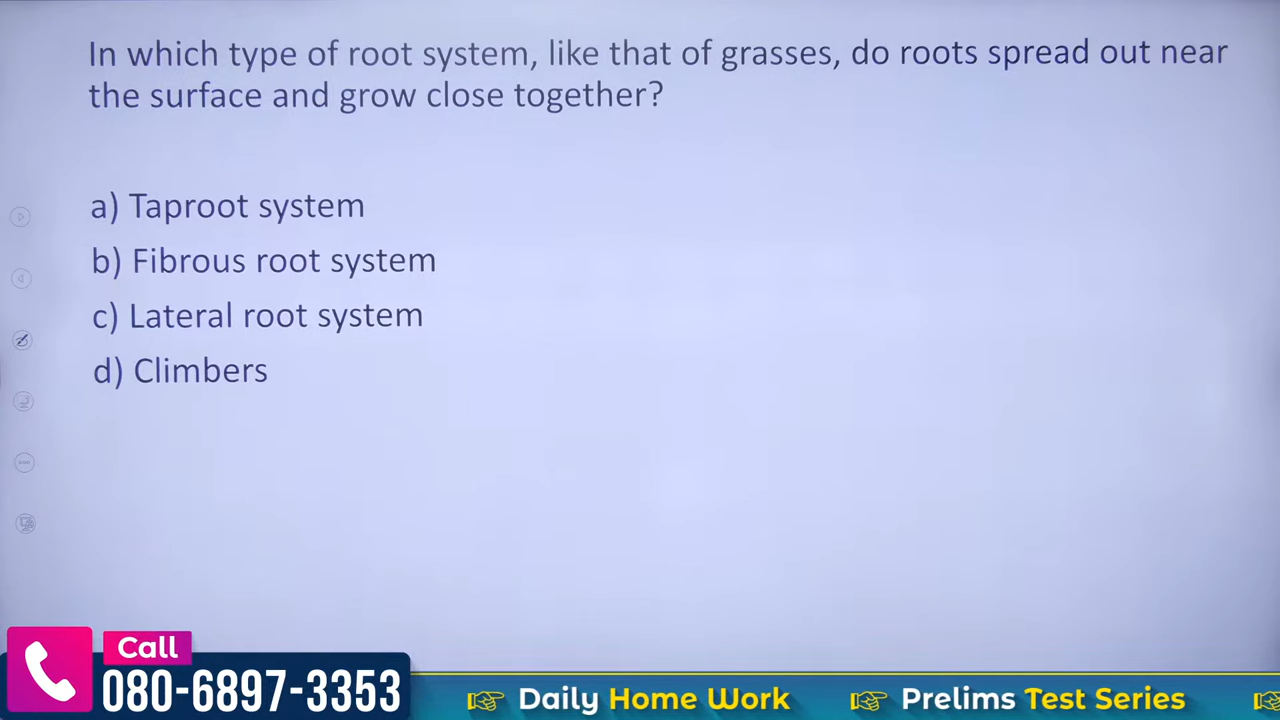 In which type of root system, like that of grasses, do roots spread out near
the surface and grow close together?
a) Taproot system
b) Fibrous root system
c) Lateral root system
d) Climbers
Call
080-6897-3353
Daily Home Work
Prelims Test Series